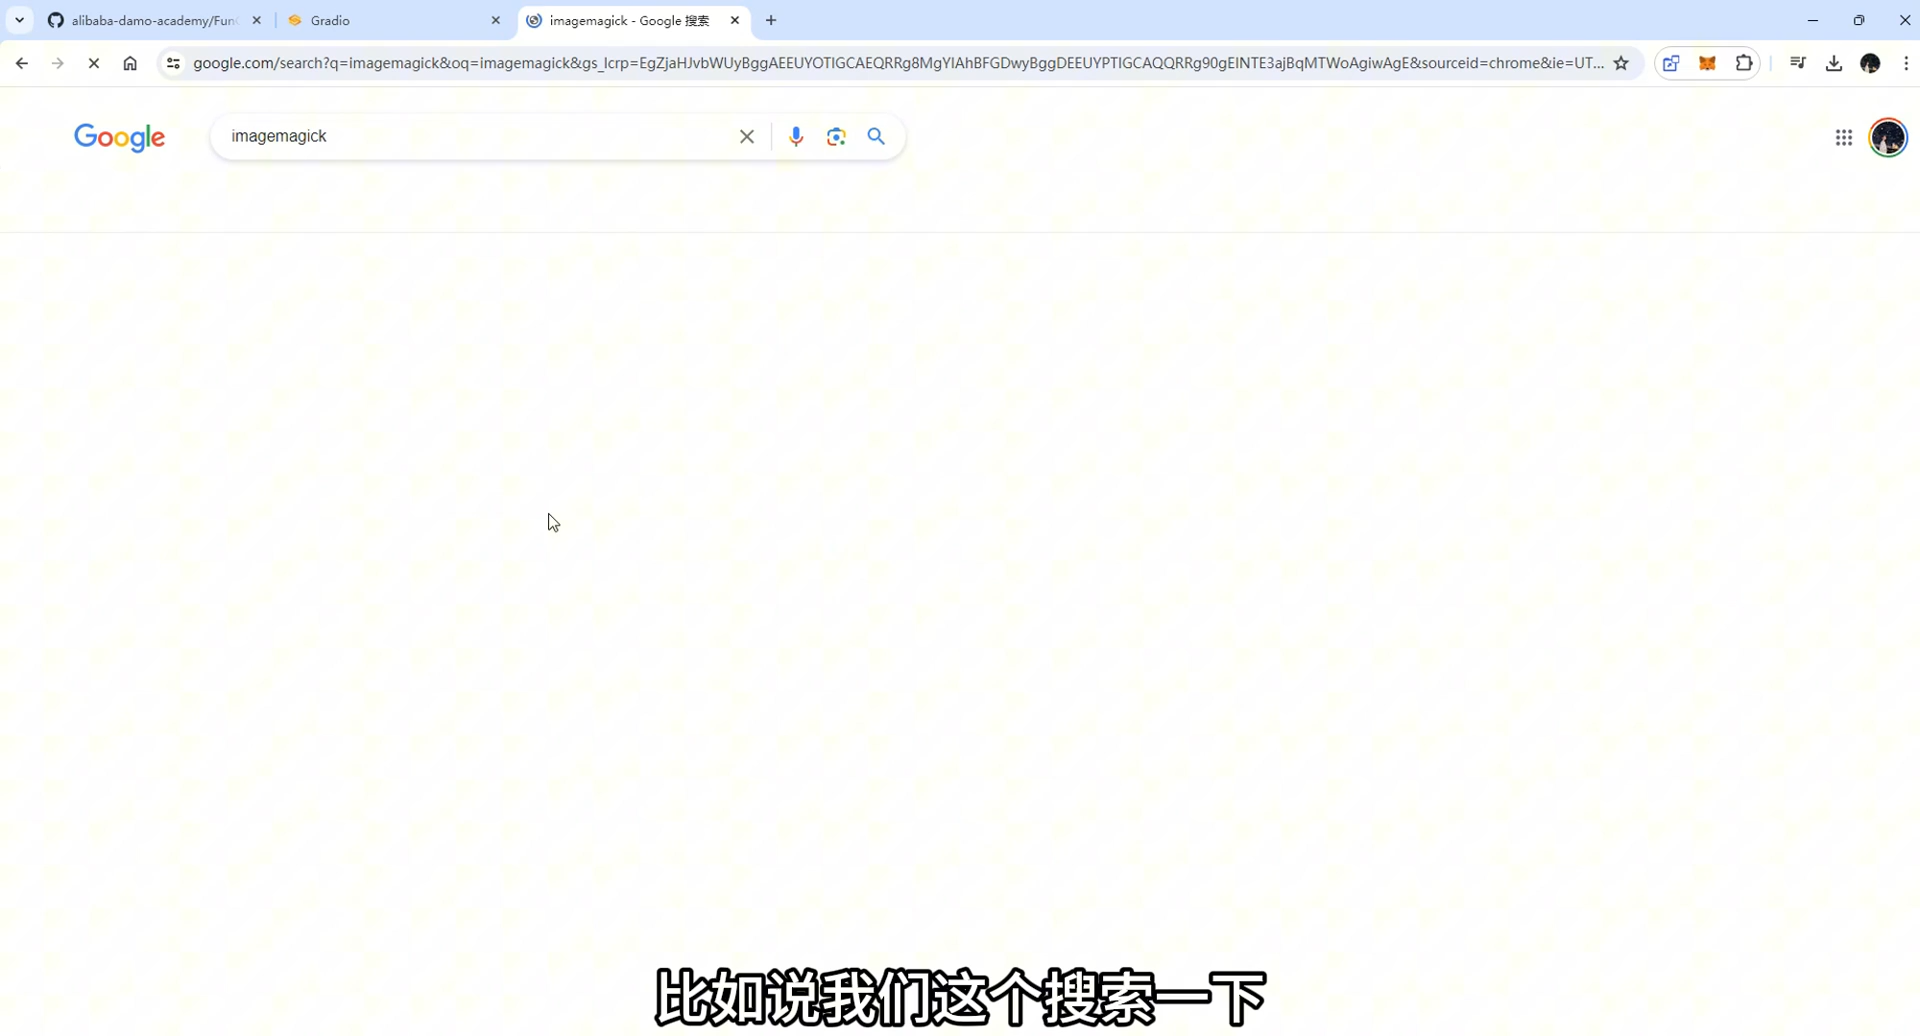 alibaba-damo-academy/Fun
Gradio
imagemagick - Google 搜索
google.com/search?q=imagemagick&oq=imagemagick&gs_lcrp=EgZjaHJvbWUyBggAEEUYOTIGCAEQRRg8MgYIAhBFGDwyBggDEEUYPTIGCAQQRRg90gEINTE3ajBqMTWoAgiwAgE&sourceid=chrome&ie=UT...
Google
imagemagick
比如说我们这个搜索一下